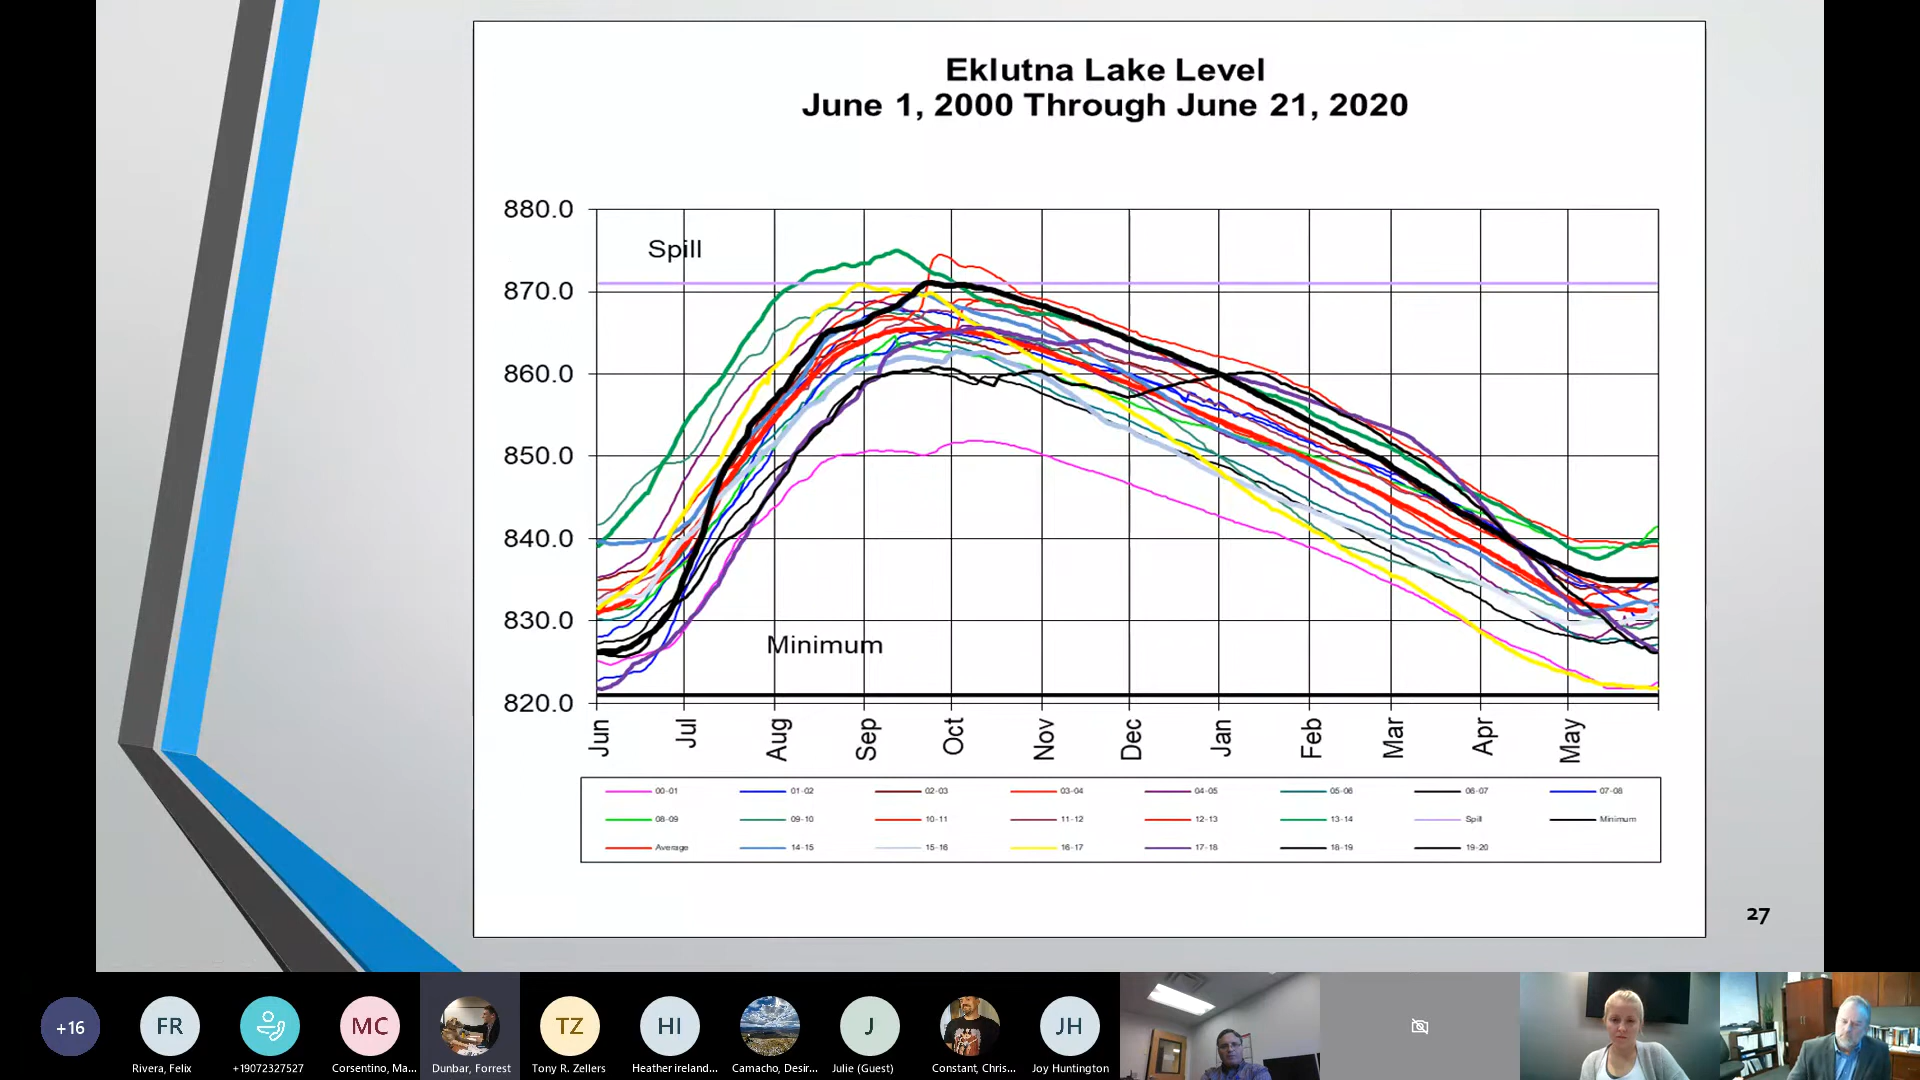 Eklutna Lake Level
June 1, 2000 Through June 21, 2020
880.0
Spill
870.0
860.0
850.0
840.0
830.0
Minimum
820.0
Jun
Jul
Aug
Sep
Oct
Nov
Dec
Jan
Feb
Mar
Apr
May
00-01 01-02 02-03 03-04 04-05 05-06 06-07 07-08
08-09 09-10 10-11 11-12 12-13 13-14 Spill Minimum
Average 14-15 15-16 16-17 17-18 18-19 19-20
27
+16 FR MC TZ HI J JH
Rivera, Felix +19072327527 Corsentino, Ma... Dunbar, Forrest Tony R. Zellers Heather ireland... Camacho, Desir... Julie (Guest) Constant, Chris... Joy Huntington